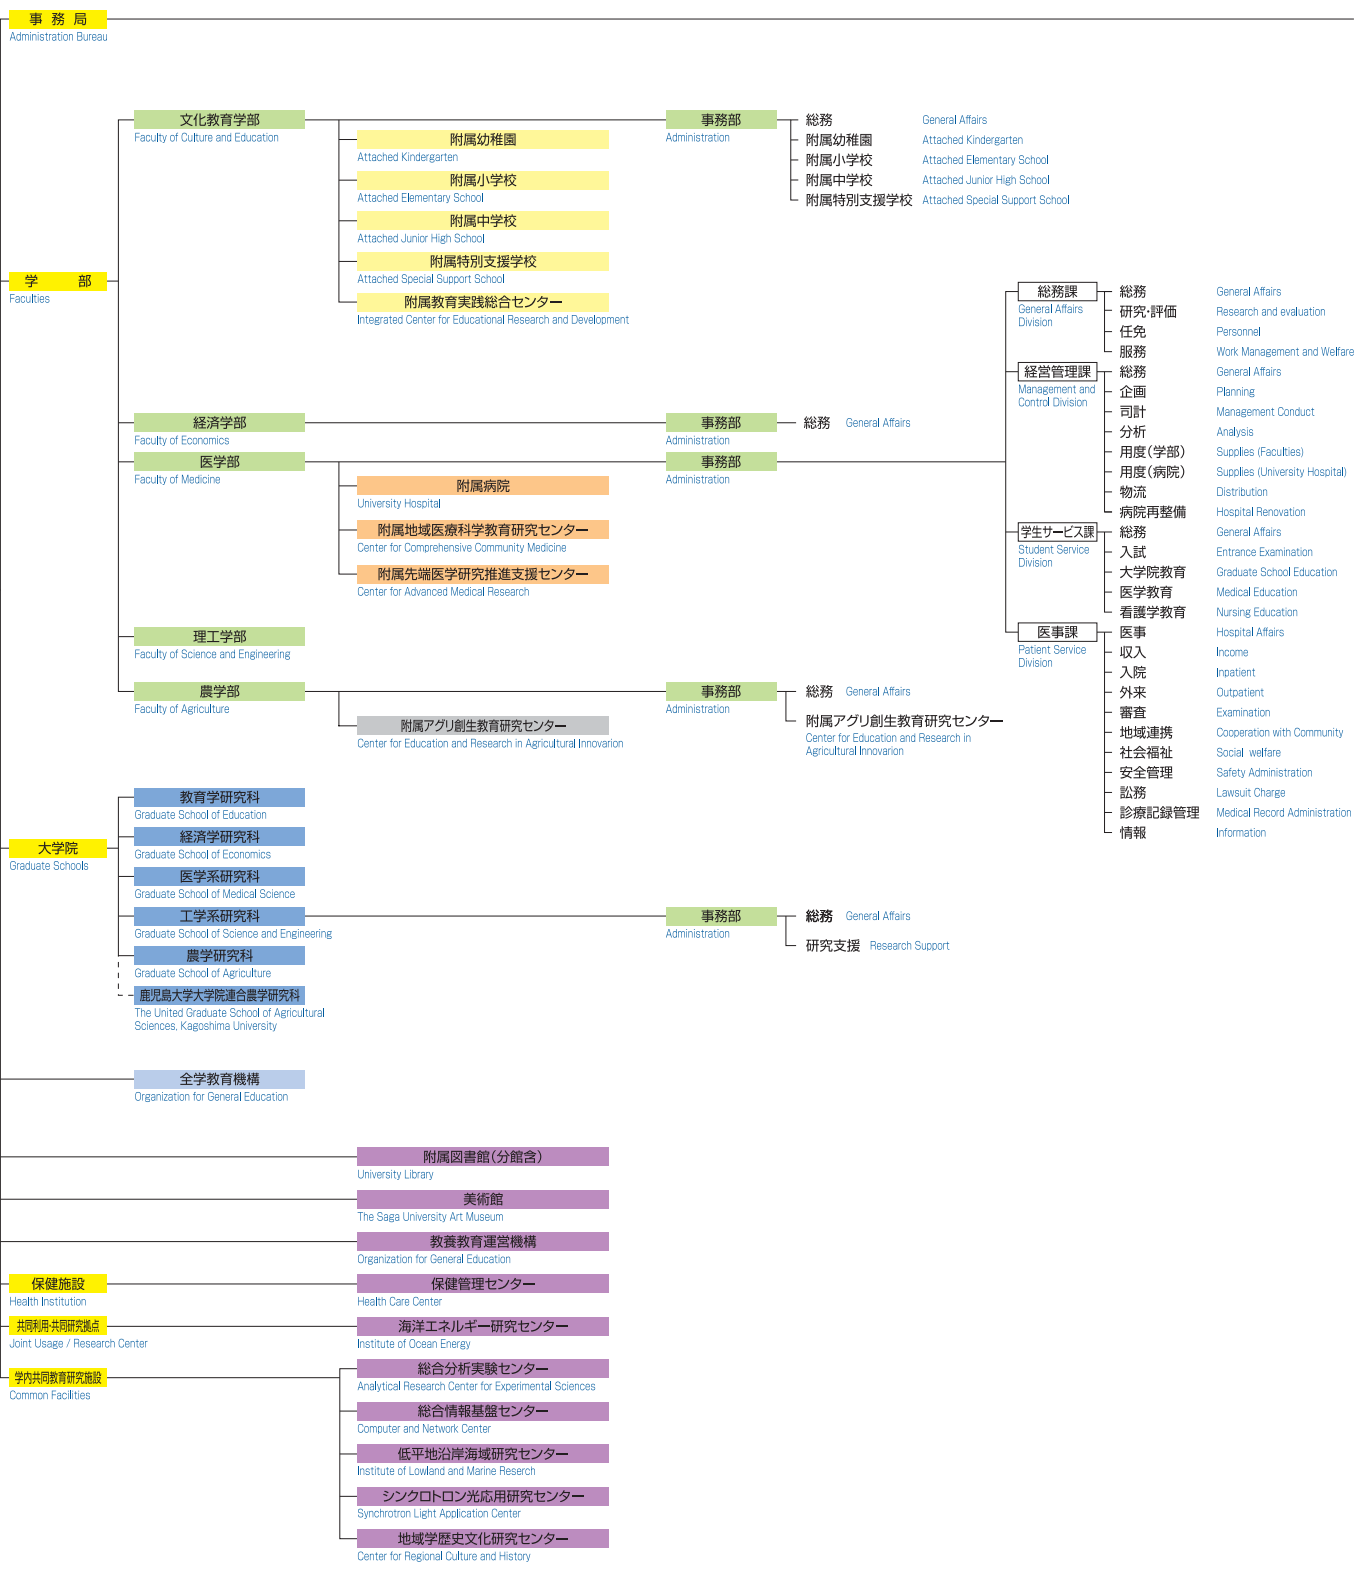 事務局
Administration Bureau
文化教育学部
Faculty of Culture and Education
附属幼稚園
Attached Kindergarten
附属小学校
Attached Elementary School
附属中学校
Attached Junior High School
附属特別支援学校
Attached Special Support School
附属教育実践総合センター
Integrated Center for Educational Research and Development
事務部
Administration
総務 General Affairs
附属幼稚園 Attached Kindergarten
附属小学校 Attached Elementary School
附属中学校 Attached Junior High School
附属特別支援学校 Attached Special Support School
学部
Faculties
経済学部
Faculty of Economics
事務部
Administration
総務 General Affairs
医学部
Faculty of Medicine
附属病院
University Hospital
附属地域医療科学教育研究センター
Center for Comprehensive Community Medicine
附属先端医学研究推進支援センター
Center for Advanced Medical Research
事務部
Administration
総務課
General Affairs
Division
総務 General Affairs
研究・評価 Research and evaluation
任免 Personnel
服務 Work Management and Welfare
経営管理課
Management and
Control Division
総務 General Affairs
企画 Planning
司計 Management Conduct
分析 Analysis
用度(学部) Supplies (Faculties)
用度(病院) Supplies (University Hospital)
物流 Distribution
病院再整備 Hospital Renovation
学生サービス課
Student Service
Division
総務 General Affairs
入試 Entrance Examination
大学院教育 Graduate School Education
医学教育 Medical Education
看護学教育 Nursing Education
医事課
Patient Service
Division
医事 Hospital Affairs
収入 Income
入院 Inpatient
外来 Outpatient
審査 Examination
地域連携 Cooperation with Community
社会福祉 Social welfare
安全管理 Safety Administration
訟務 Lawsuit Charge
診療記録管理 Medical Record Administration
情報 Information
理工学部
Faculty of Science and Engineering
農学部
Faculty of Agriculture
附属アグリ創生教育研究センター
Center for Education and Research in Agricultural Innovarion
事務部
Administration
総務 General Affairs
附属アグリ創生教育研究センター
Center for Education and Research in
Agricultural Innovarion
大学院
Graduate Schools
教育学研究科
Graduate School of Education
経済学研究科
Graduate School of Economics
医学系研究科
Graduate School of Medical Science
工学系研究科
Graduate School of Science and Engineering
事務部
Administration
総務 General Affairs
研究支援 Research Support
農学研究科
Graduate School of Agriculture
鹿児島大学大学院連合農学研究科
The United Graduate School of Agricultural
Sciences, Kagoshima University
全学教育機構
Organization for General Education
附属図書館(分館含)
University Library
美術館
The Saga University Art Museum
教養教育運営機構
Organization for General Education
保健施設
Health Institution
保健管理センター
Health Care Center
共同利用・共同研究拠点
Joint Usage / Research Center
海洋エネルギー研究センター
Institute of Ocean Energy
学内共同教育研究施設
Common Facilities
総合分析実験センター
Analytical Research Center for Experimental Sciences
総合情報基盤センター
Computer and Network Center
低平地沿岸海域研究センター
Institute of Lowland and Marine Reserch
シンクロトロン光応用研究センター
Synchrotron Light Application Center
地域学歴史文化研究センター
Center for Regional Culture and History